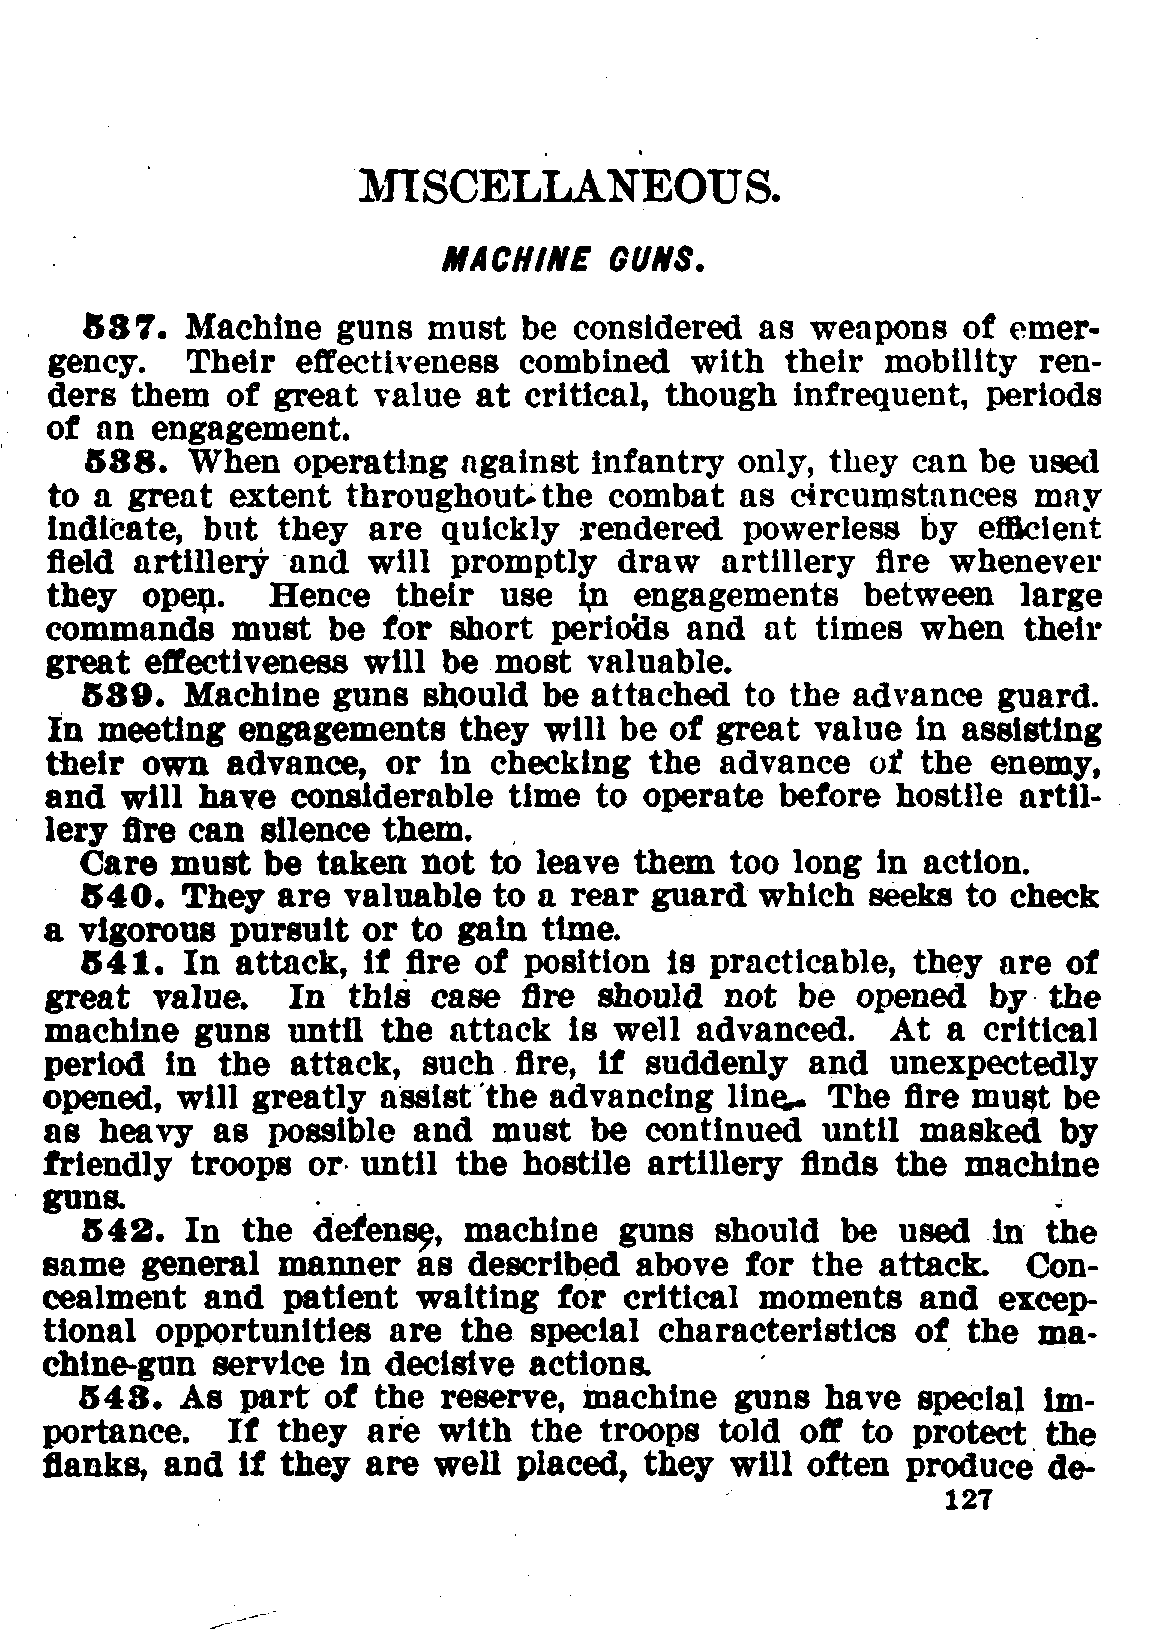 MISCELLANEOUS.
MACHINE GUNS.
537. Machine guns must be considered as weapons of emer-
gency. Their effectiveness combined with their mobility ren-
ders them of great value at critical, though infrequent, periods
of an engagement.
538. When operating against infantry only, they can be used
to a great extent throughout the combat as circumstances may
indicate, but they are quickly rendered powerless by efficient
field artillery and will promptly draw artillery fire whenever
they open. Hence their use in engagements between large
commands must be for short periods and at times when their
great effectiveness will be most valuable.
539. Machine guns should be attached to the advance guard.
In meeting engagements they will be of great value in assisting
their own advance, or in checking the advance of the enemy,
and will have considerable time to operate before hostile artil-
lery fire can silence them.
Care must be taken not to leave them too long in action.
540. They are valuable to a rear guard which seeks to check
a vigorous pursuit or to gain time.
541. In attack, if fire of position is practicable, they are of
great value. In this case fire should not be opened by the
machine guns until the attack is well advanced. At a critical
period in the attack, such fire, if suddenly and unexpectedly
opened, will greatly assist the advancing line. The fire must be
as heavy as possible and must be continued until masked by
friendly troops or until the hostile artillery finds the machine
guns.
542. In the defense, machine guns should be used in the
same general manner as described above for the attack. Con-
cealment and patient waiting for critical moments and excep-
tional opportunities are the special characteristics of the ma-
chine-gun service in decisive actions.
543. As part of the reserve, machine guns have special im-
portance. If they are with the troops told off to protect the
flanks, and if they are well placed, they will often produce de-
127